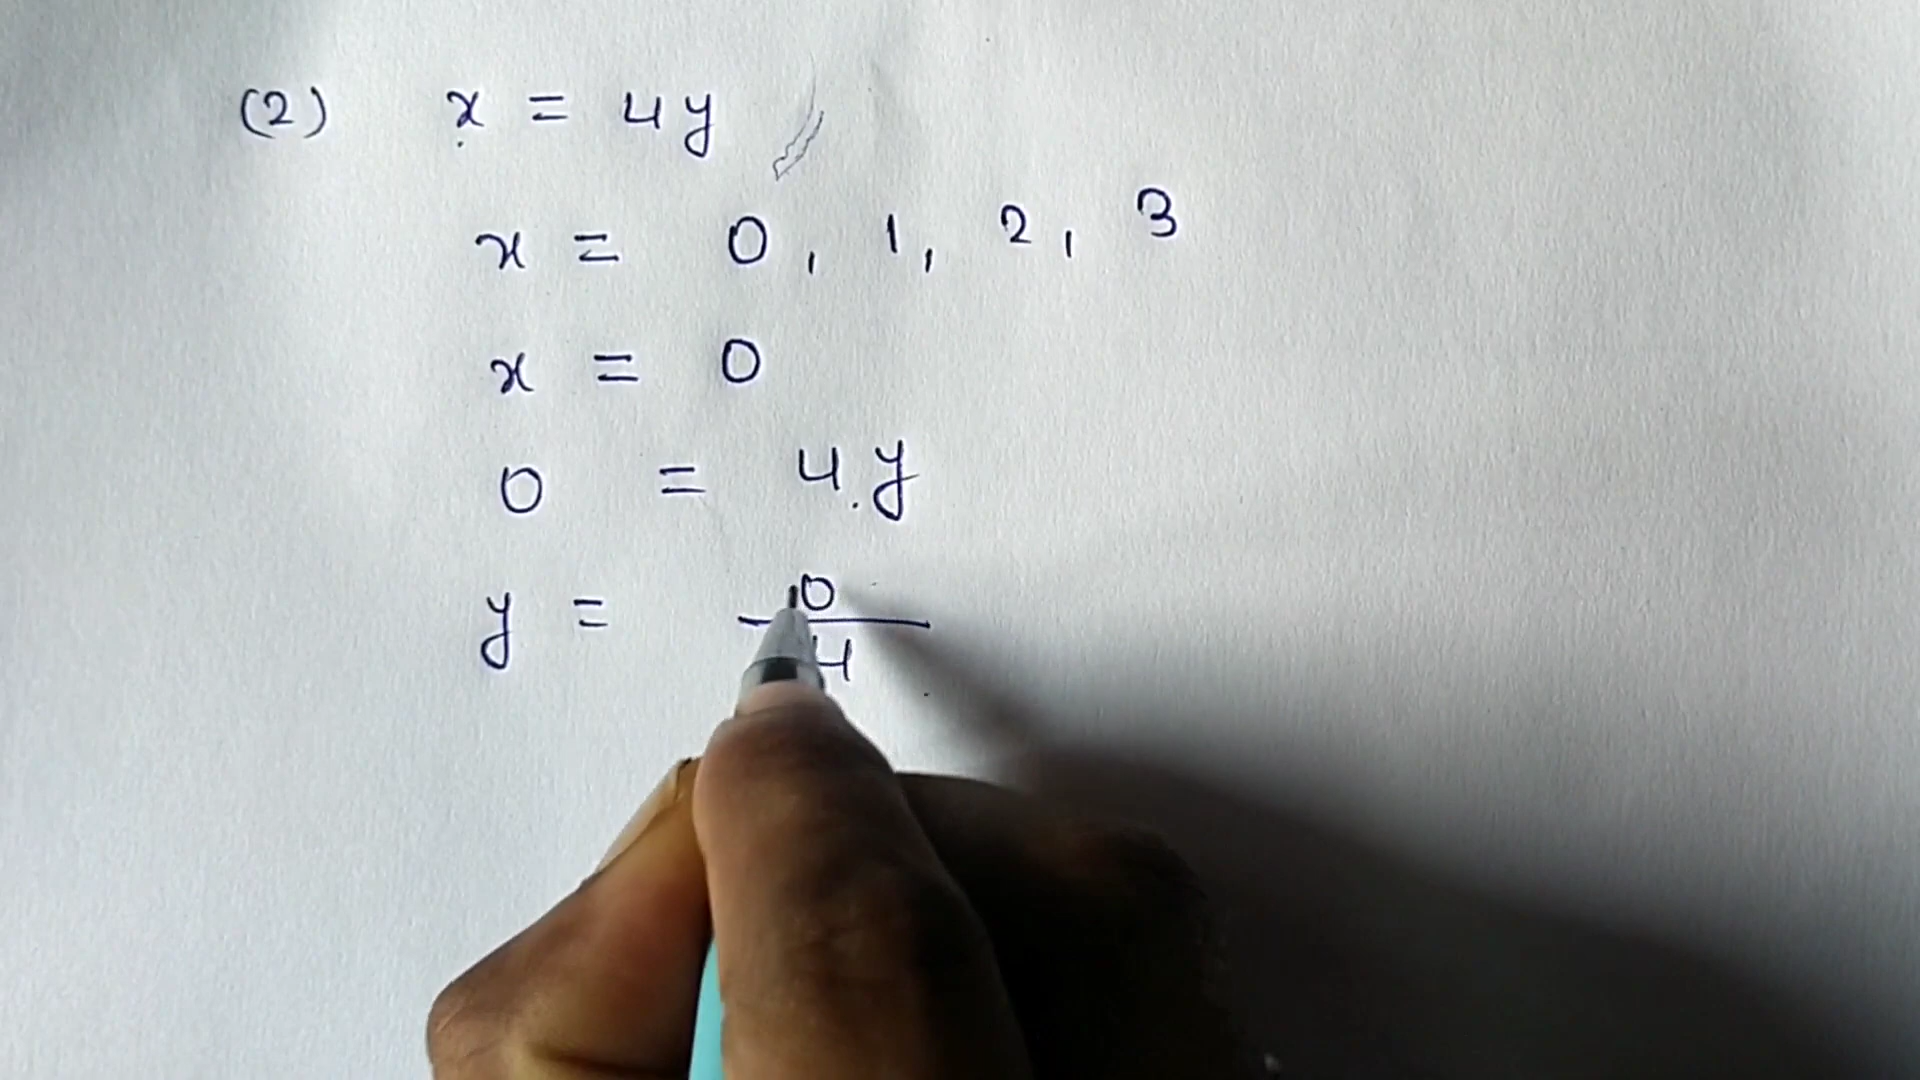 (2) x = 4y
x = 0, 1, 2, 3
x = 0
0 = 4.y
y = 0/4